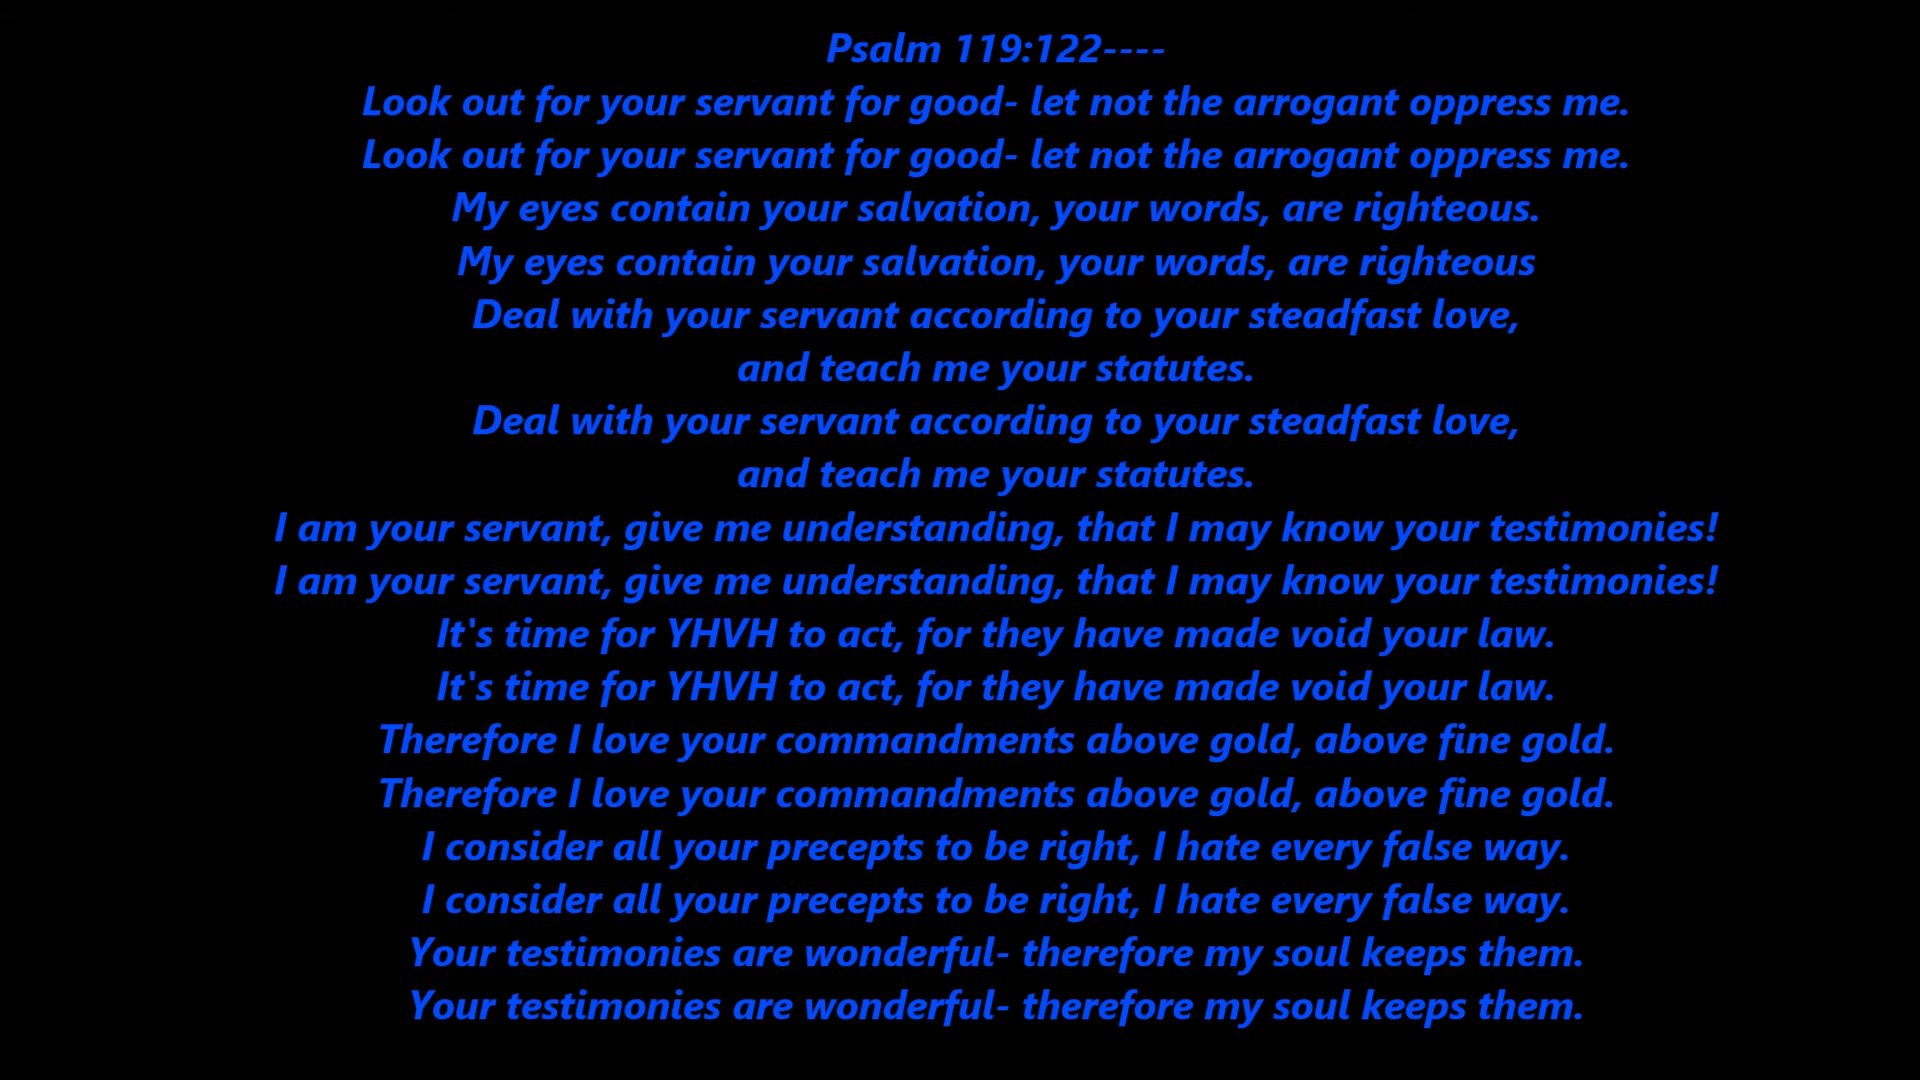 Psalm 119:122----
Look out for your servant for good- let not the arrogant oppress me.
Look out for your servant for good- let not the arrogant oppress me.
My eyes contain your salvation, your words, are righteous.
My eyes contain your salvation, your words, are righteous
Deal with your servant according to your steadfast love,
and teach me your statutes.
Deal with your servant according to your steadfast love,
and teach me your statutes.
I am your servant, give me understanding, that I may know your testimonies!
I am your servant, give me understanding, that I may know your testimonies!
It's time for YHVH to act, for they have made void your law.
It's time for YHVH to act, for they have made void your law.
Therefore I love your commandments above gold, above fine gold.
Therefore I love your commandments above gold, above fine gold.
I consider all your precepts to be right, I hate every false way.
I consider all your precepts to be right, I hate every false way.
Your testimonies are wonderful- therefore my soul keeps them.
Your testimonies are wonderful- therefore my soul keeps them.